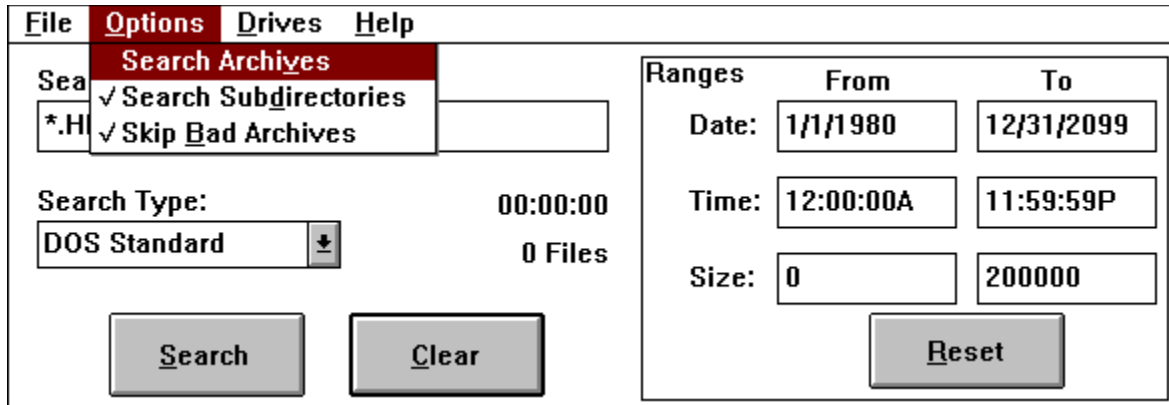 File Options Drives Help
Search Archives
√ Search Subdirectories
√ Skip Bad Archives
Ranges From To
Date: 1/1/1980 12/31/2099
Time: 12:00:00A 11:59:59P
Size: 0 200000
Reset
Search Type: 00:00:00
DOS Standard 0 Files
Search Clear